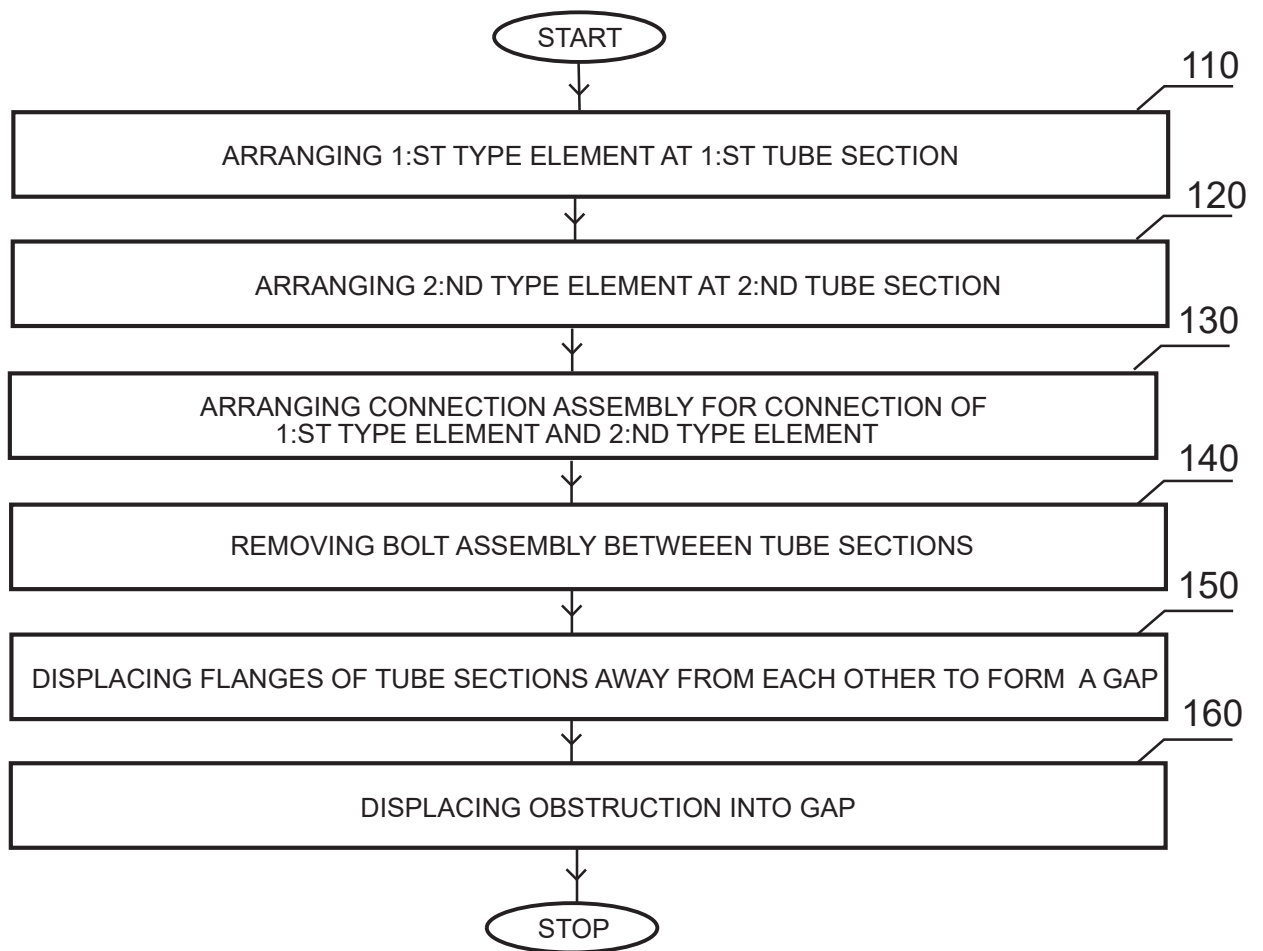 START
110
ARRANGING 1:ST TYPE ELEMENT AT 1:ST TUBE SECTION
120
ARRANGING 2:ND TYPE ELEMENT AT 2:ND TUBE SECTION
130
ARRANGING CONNECTION ASSEMBLY FOR CONNECTION OF
1:ST TYPE ELEMENT AND 2:ND TYPE ELEMENT
140
REMOVING BOLT ASSEMBLY BETWEEEN TUBE SECTIONS
150
DISPLACING FLANGES OF TUBE SECTIONS AWAY FROM EACH OTHER TO FORM A GAP
160
DISPLACING OBSTRUCTION INTO GAP
STOP